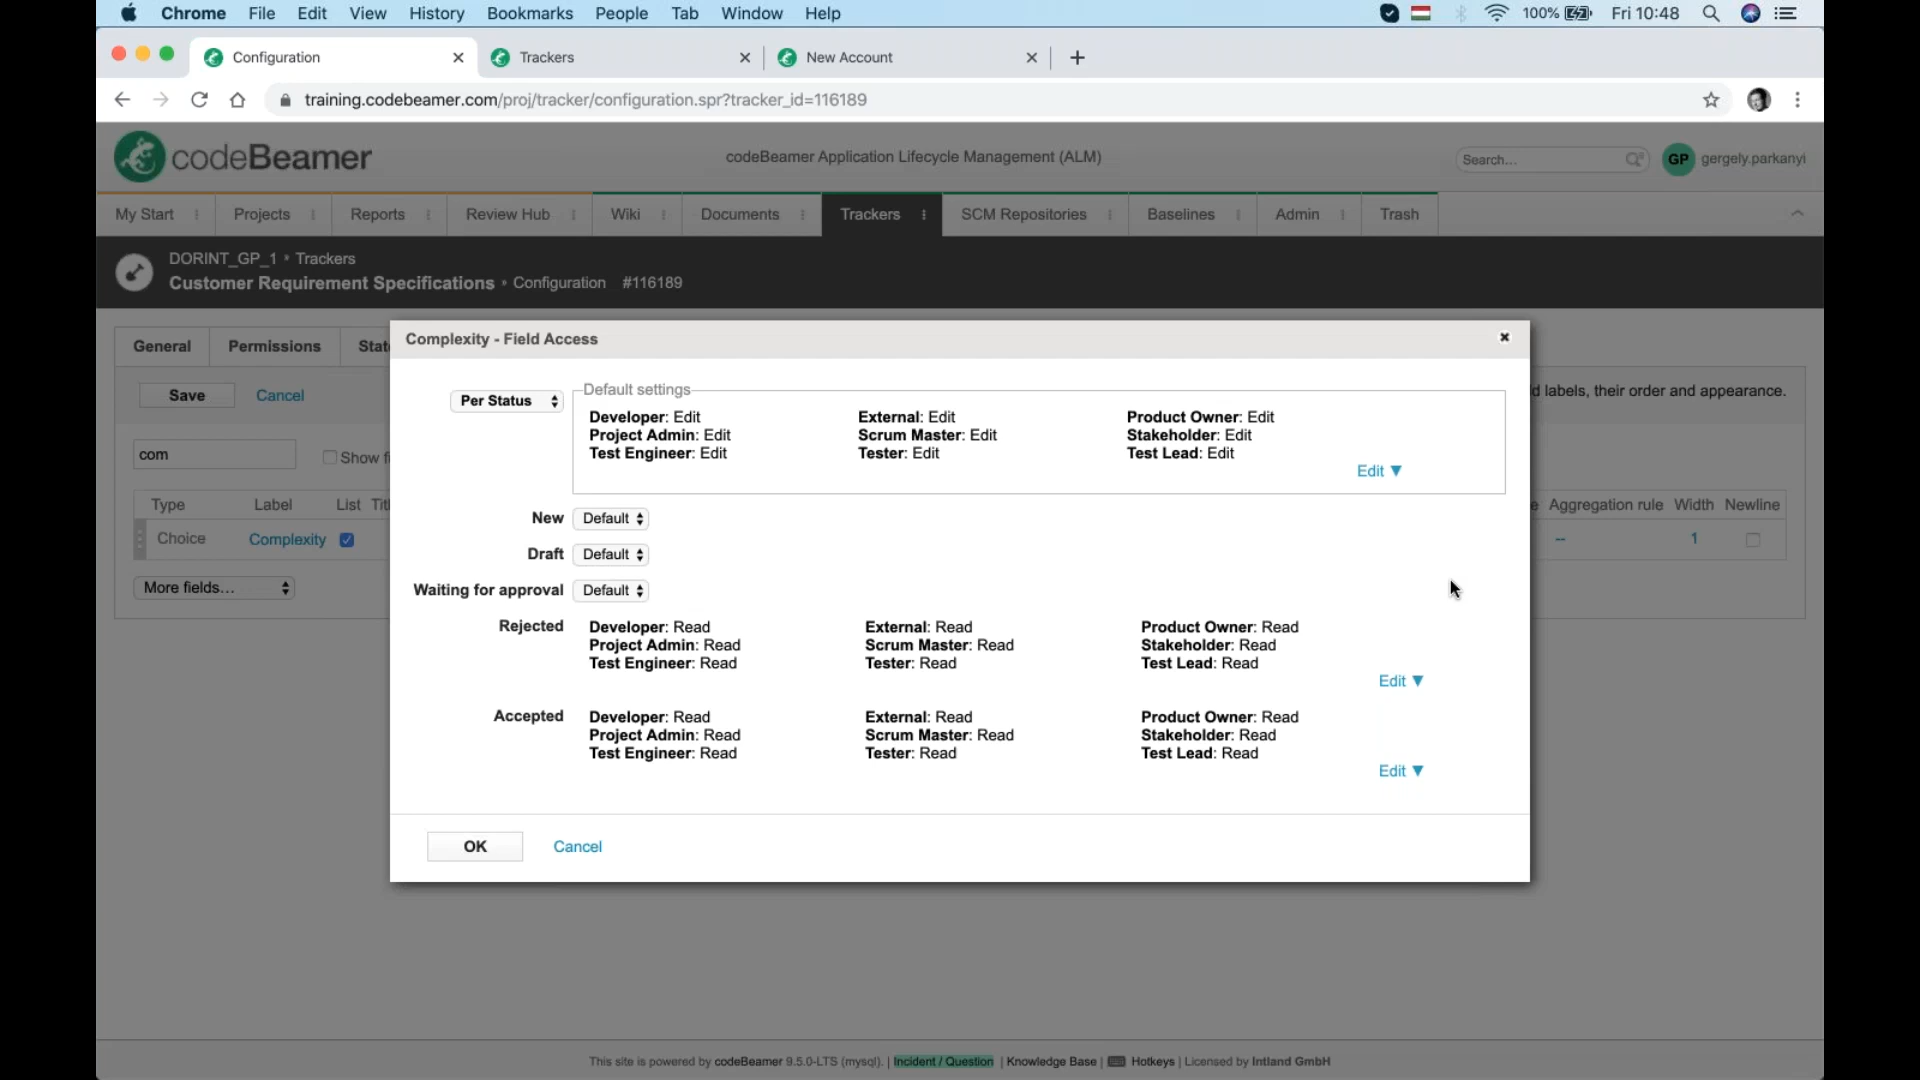 Chrome File Edit View History Bookmarks People Tab Window Help 100% Fri 10:48
Configuration Trackers New Account
training.codebeamer.com/proj/tracker/configuration.spr?tracker_id=116189
codeBeamer codeBeamer Application Lifecycle Management (ALM) Search... GP gergely.parkanyi
My Start Projects Reports Review Hub Wiki Documents Trackers SCM Repositories Baselines Admin Trash
DORINT_GP_1 Trackers
Customer Requirement Specifications » Configuration #116189
General Permissions Stat
Complexity - Field Access
Save Cancel d labels, their order and appearance.
Per Status Default settings
Developer: Edit External: Edit Product Owner: Edit
Project Admin: Edit Scrum Master: Edit Stakeholder: Edit
Test Engineer: Edit Tester: Edit Test Lead: Edit
com Show f
Edit ▼
Type Label List Titl e Aggregation rule Width Newline
New Default
Choice Complexity -- 1
Draft Default
More fields...
Waiting for approval Default
Rejected Developer: Read External: Read Product Owner: Read
Project Admin: Read Scrum Master: Read Stakeholder: Read
Test Engineer: Read Tester: Read Test Lead: Read
Edit ▼
Accepted Developer: Read External: Read Product Owner: Read
Project Admin: Read Scrum Master: Read Stakeholder: Read
Test Engineer: Read Tester: Read Test Lead: Read
Edit ▼
OK Cancel
This site is powered by codeBeamer 9.5.0-LTS (mysql). | Incident / Question | Knowledge Base | Hotkeys | Licensed by Intland GmbH